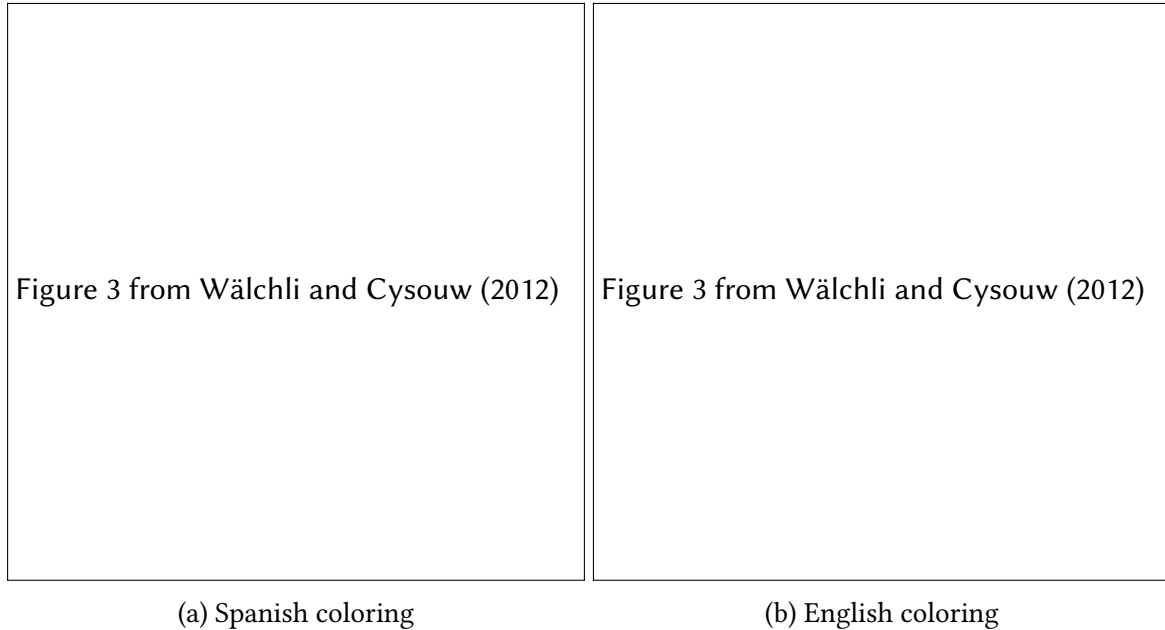 Figure 3 from Wälchli and Cysouw (2012)
Figure 3 from Wälchli and Cysouw (2012)
(a) Spanish coloring
(b) English coloring